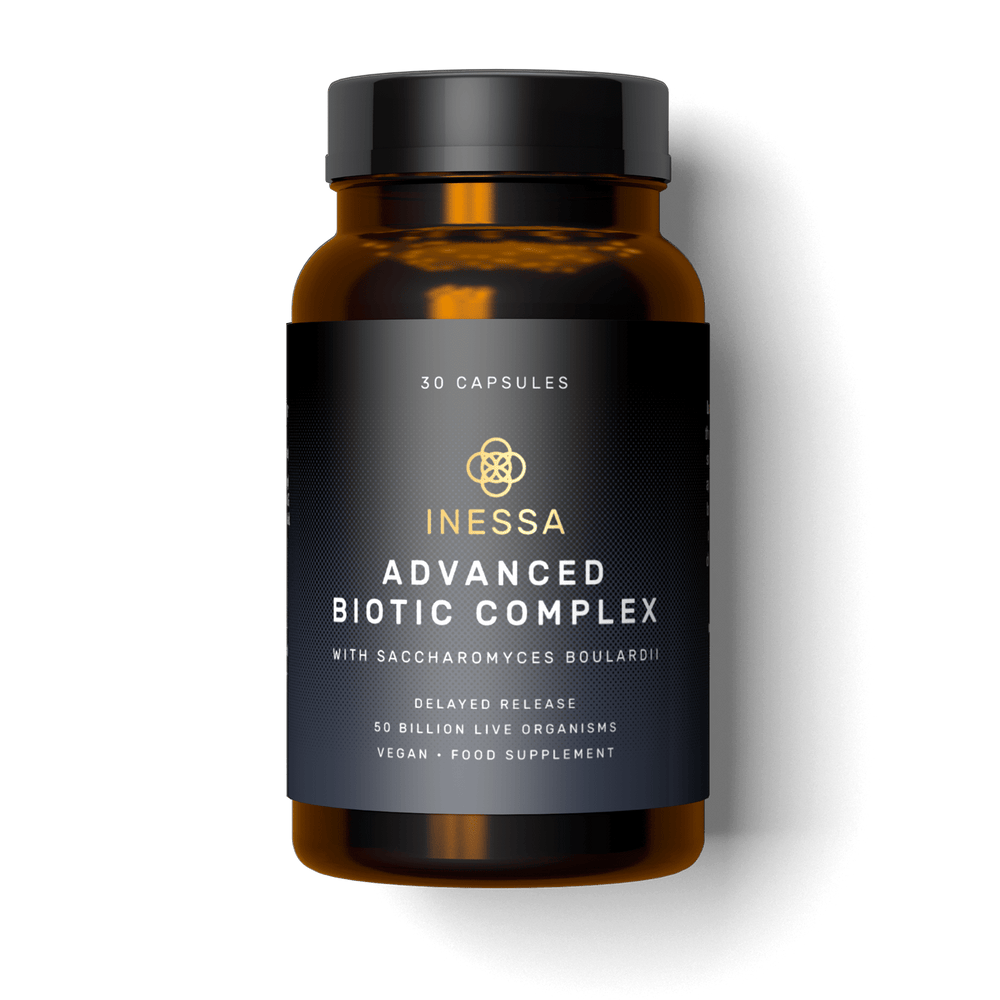 30 CAPSULES
INESSA
ADVANCED
BIOTIC COMPLEX
WITH SACCHAROMYCES BOULARDII
DELAYED RELEASE
50 BILLION LIVE ORGANISMS
VEGAN • FOOD SUPPLEMENT